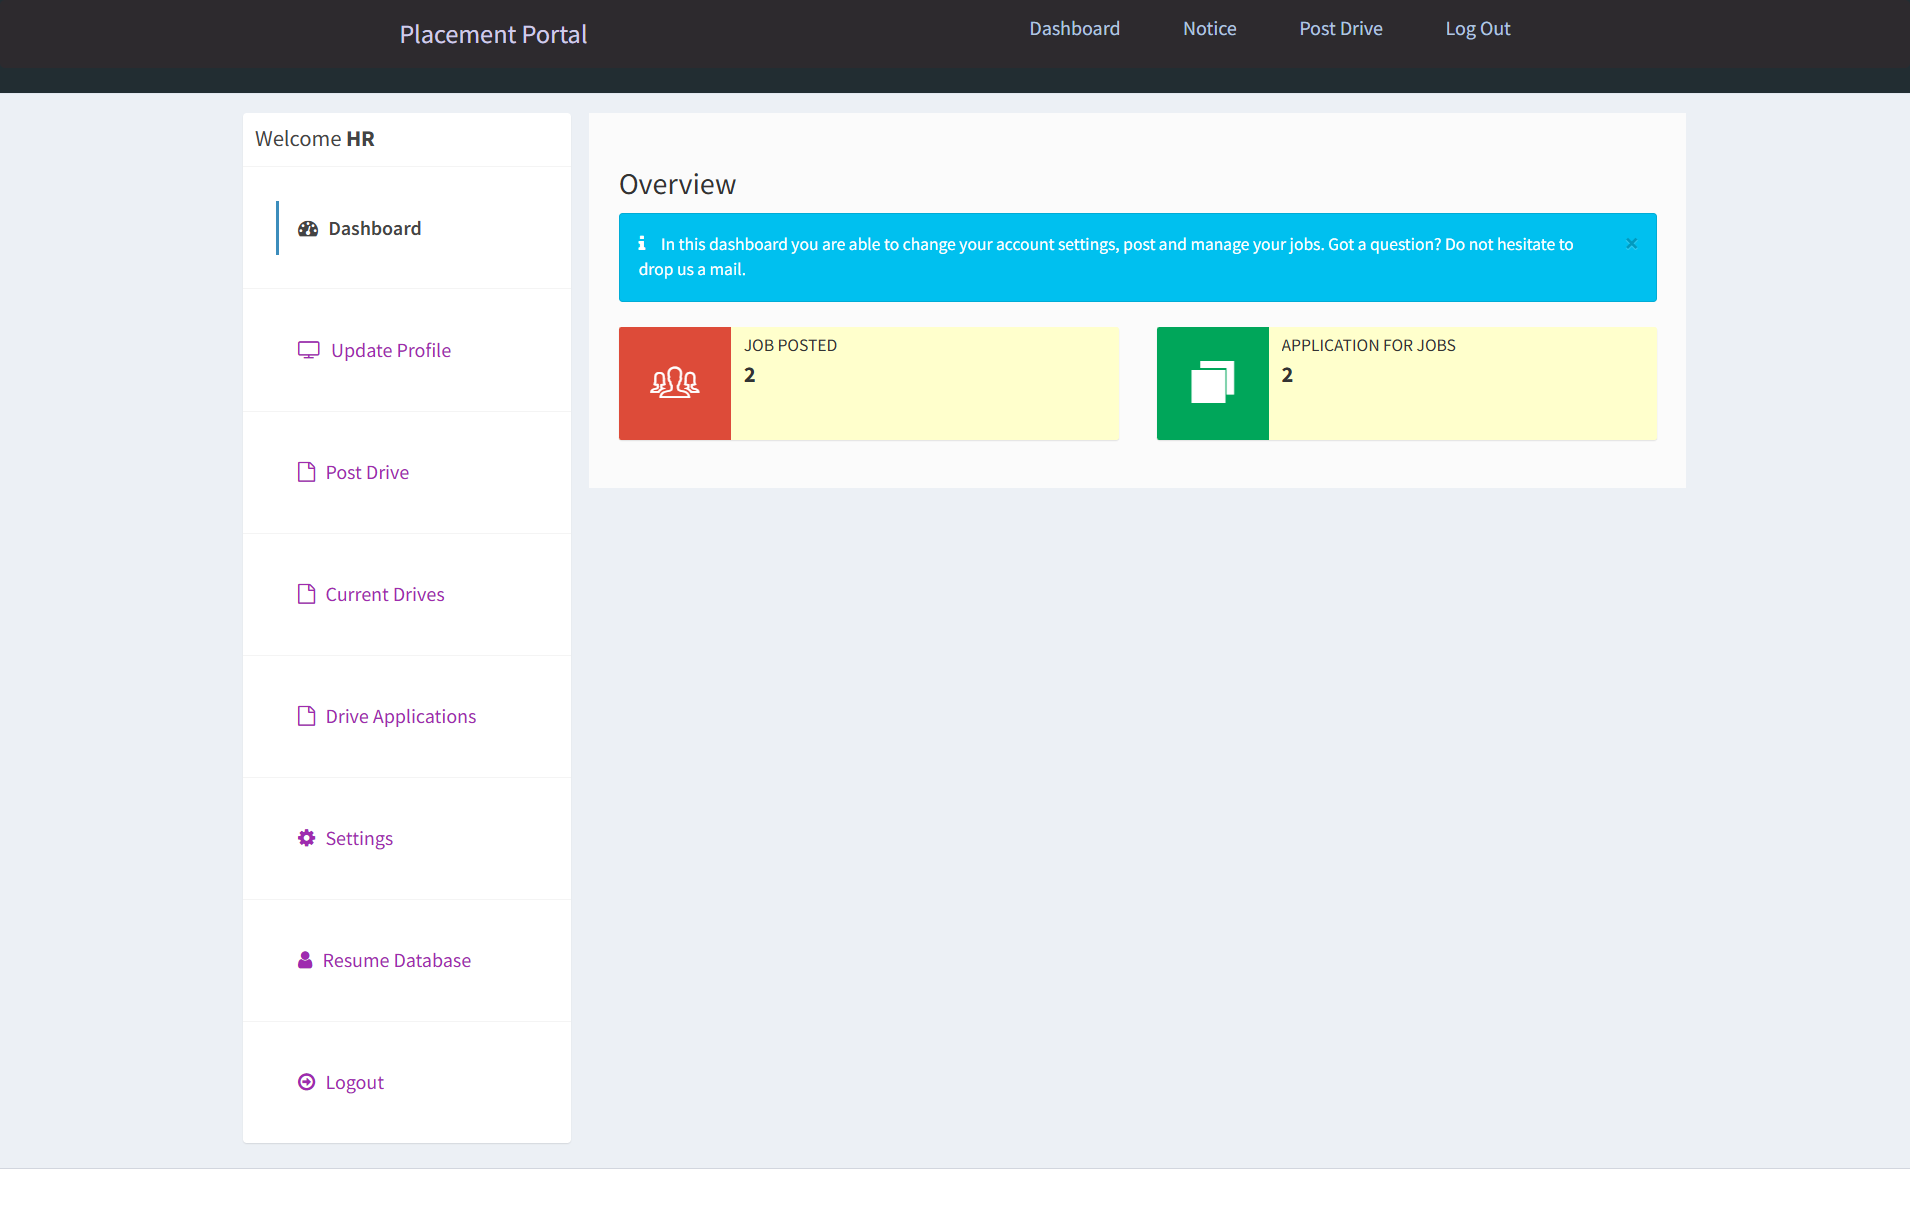 Placement Portal
Dashboard
Notice
Post Drive
Log Out
Welcome HR
Dashboard
Update Profile
Post Drive
Current Drives
Drive Applications
Settings
Resume Database
Logout
Overview
In this dashboard you are able to change your account settings, post and manage your jobs. Got a question? Do not hesitate to
drop us a mail.
×
JOB POSTED
2
APPLICATION FOR JOBS
2